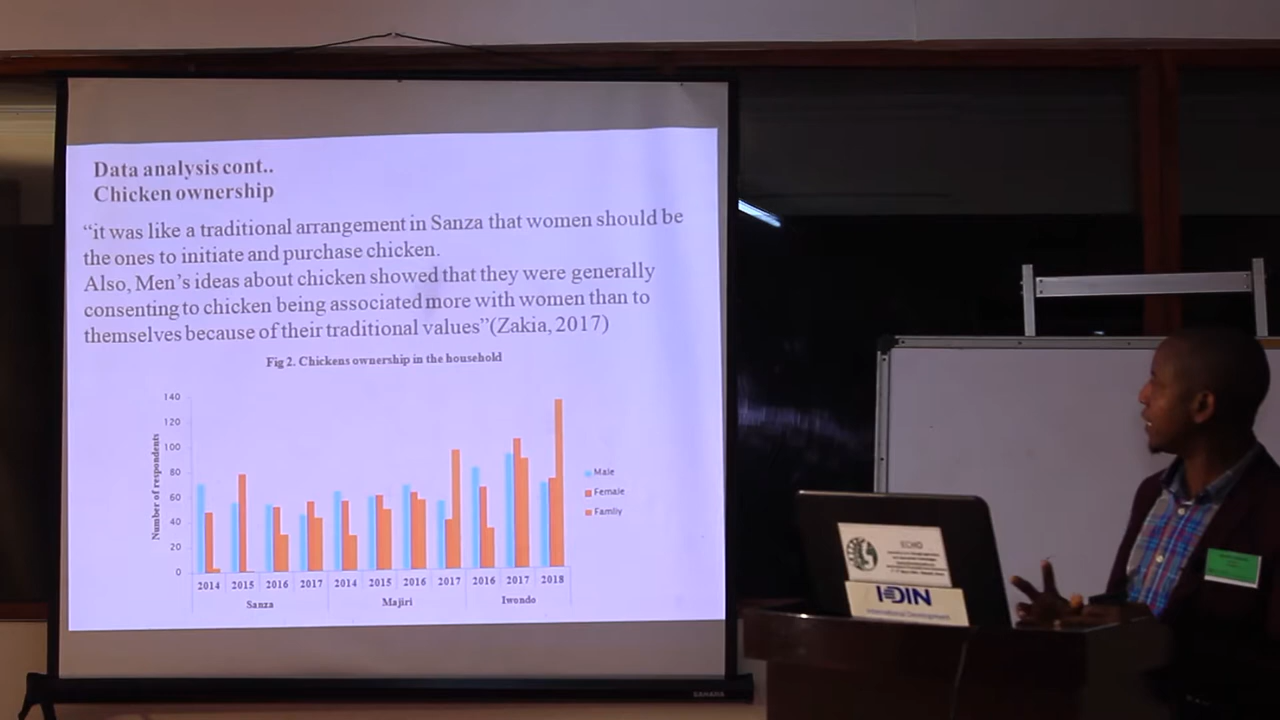 Data analysis cont..
Chicken ownership
“it was like a traditional arrangement in Sanza that women should be
the ones to initiate and purchase chicken.
Also, Men’s ideas about chicken showed that they were generally
consenting to chicken being associated more with women than to
themselves because of their traditional values”(Zakia, 2017)
Fig 2. Chickens ownership in the household
Number of respondents
140
120
100
80
60
40
20
0
Male
Female
Famliy
2014 2015 2016 2017 2014 2015 2016 2017 2016 2017 2018
Sanza Majiri Iwondo
ECHO
IDIN
International Development